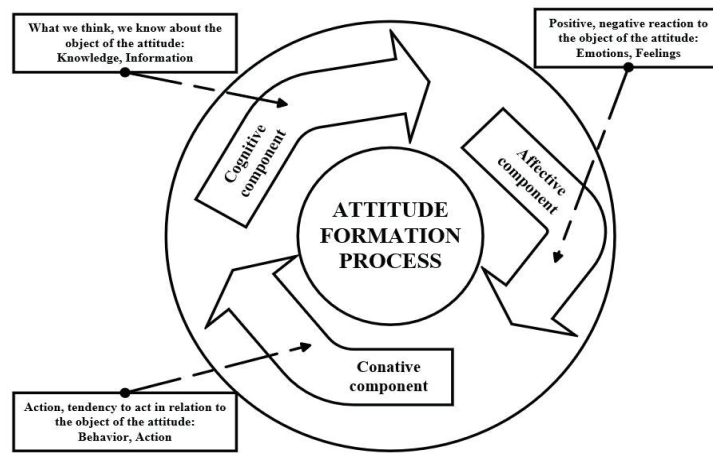 What we think, we know about the
object of the attitude:
Knowledge, Information
Positive, negative reaction to
the object of the attitude:
Emotions, Feelings
Cognitive
component
Affective
component
ATTITUDE
FORMATION
PROCESS
Conative
component
Action, tendency to act in relation to
the object of the attitude:
Behavior, Action